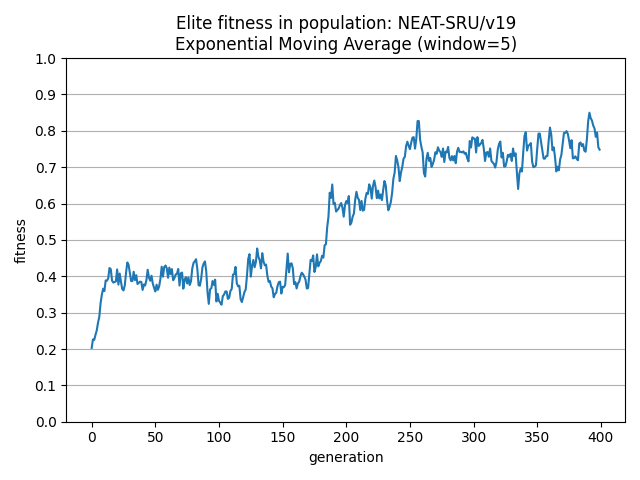 Elite fitness in population: NEAT-SRU/v19
Exponential Moving Average (window=5)
fitness
1.0
0.9
0.8
0.7
0.6
0.5
0.4
0.3
0.2
0.1
0.0
0 50 100 150 200 250 300 350 400
generation